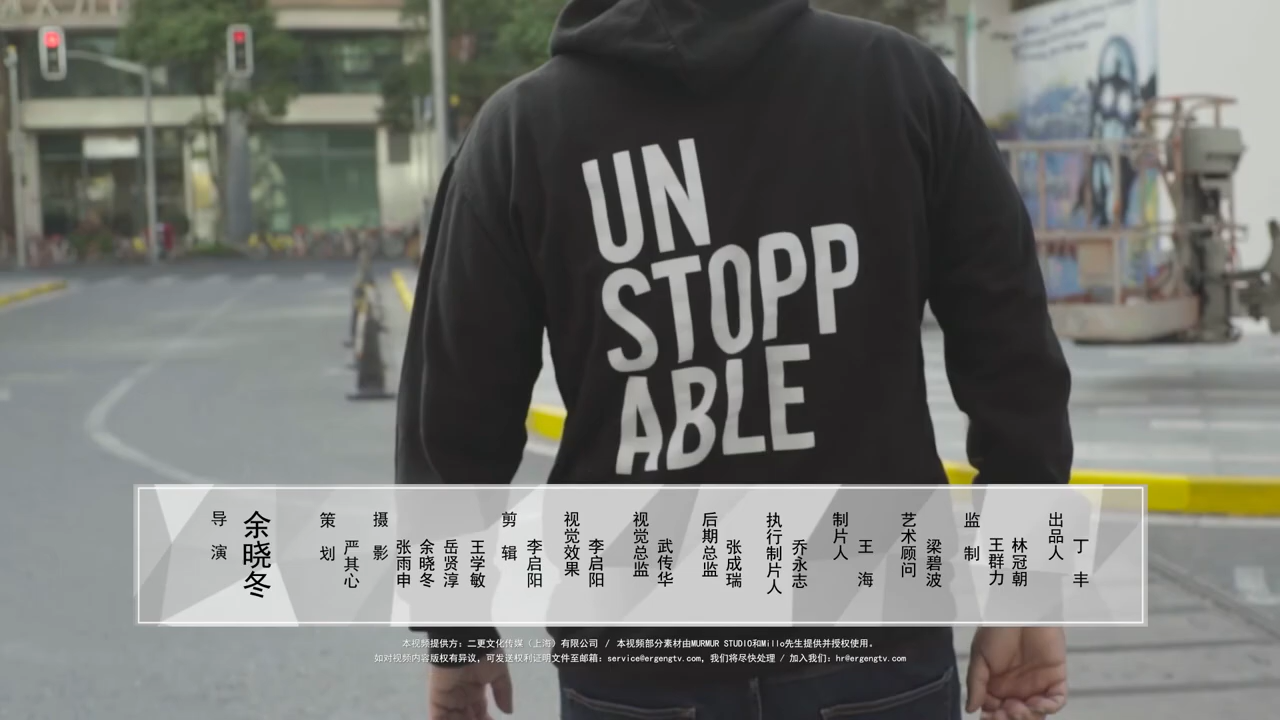 UN
STOPP
ABLE
导演
余晓冬
策划
严其心
摄影
张雨申
余晓冬
岳贤淳
王学敏
剪辑
李启阳
视觉效果
李启阳
视觉总监
武传华
后期总监
张成瑞
执行制片人
乔永志
制片人
王海
艺术顾问
梁碧波
监制
王群力
林冠朝
出品人
丁丰
本视频提供方：二更文化传媒（上海）有限公司 / 本视频部分素材由MURMUR STUDIO和Millo先生提供并授权使用。
如对视频内容版权有异议，可发送权利证明文件至邮箱：service@ergengtv.com，我们将尽快处理 / 加入我们：hr@ergengtv.com